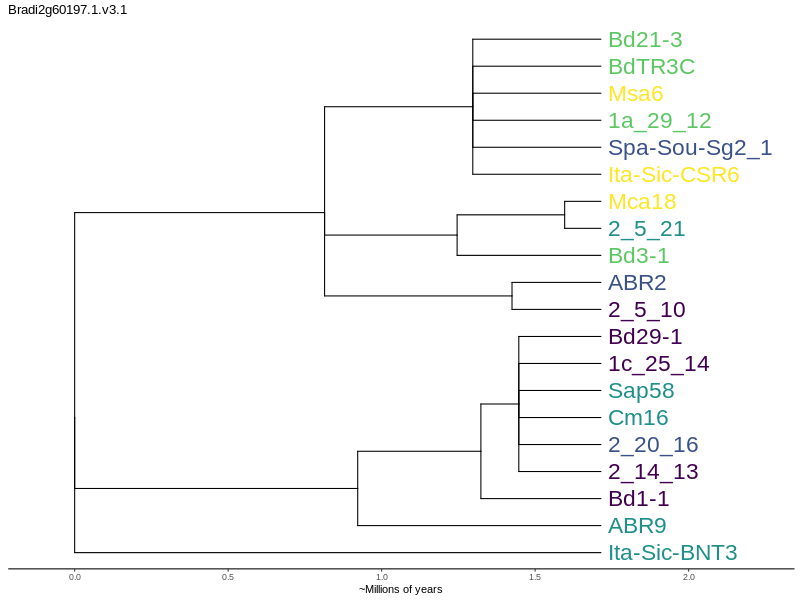 Bradi2g60197.1.v3.1
Bd21-3
BdTR3C
Msa6
1a_29_12
Spa-Sou-Sg2_1
Ita-Sic-CSR6
Mca18
2_5_21
Bd3-1
ABR2
2_5_10
Bd29-1
1c_25_14
Sap58
Cm16
2_20_16
2_14_13
Bd1-1
ABR9
Ita-Sic-BNT3
0.0 0.5 1.0 1.5 2.0
~Millions of years